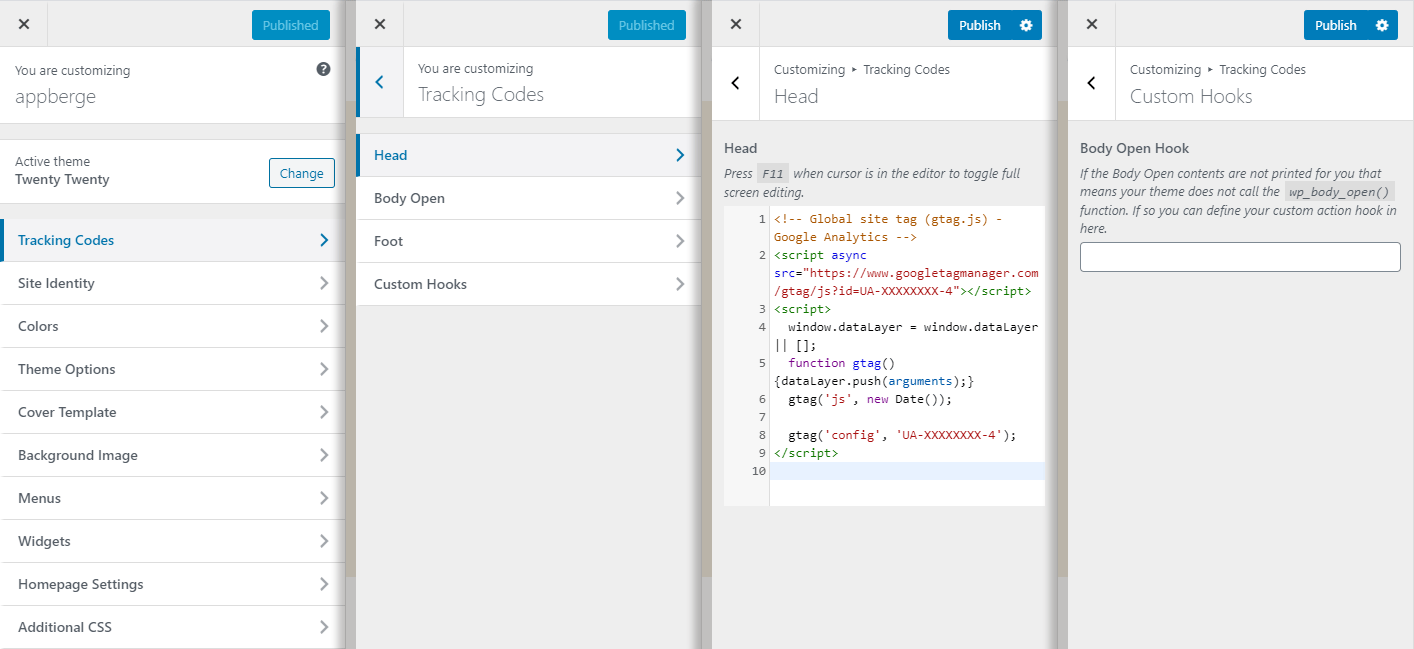 Published
You are customizing
appberge
Active theme
Twenty Twenty
Change
Tracking Codes
Site Identity
Colors
Theme Options
Cover Template
Background Image
Menus
Widgets
Homepage Settings
Additional CSS
Published
You are customizing
Tracking Codes
Head
Body Open
Foot
Custom Hooks
Publish
Customizing ▸ Tracking Codes
Head
Head
Press F11 when cursor is in the editor to toggle full
screen editing.
1 <!-- Global site tag (gtag.js) -
Google Analytics -->
2 <script async
src="https://www.googletagmanager.com
/gtag/js?id=UA-XXXXXXXX-4"></script>
3 <script>
4 window.dataLayer = window.dataLayer
|| [];
5 function gtag()
{dataLayer.push(arguments);}
6 gtag('js', new Date());
7
8 gtag('config', 'UA-XXXXXXXX-4');
9 </script>
10
Publish
Customizing ▸ Tracking Codes
Custom Hooks
Body Open Hook
If the Body Open contents are not printed for you that
means your theme does not call the wp_body_open()
function. If so you can define your custom action hook in
here.